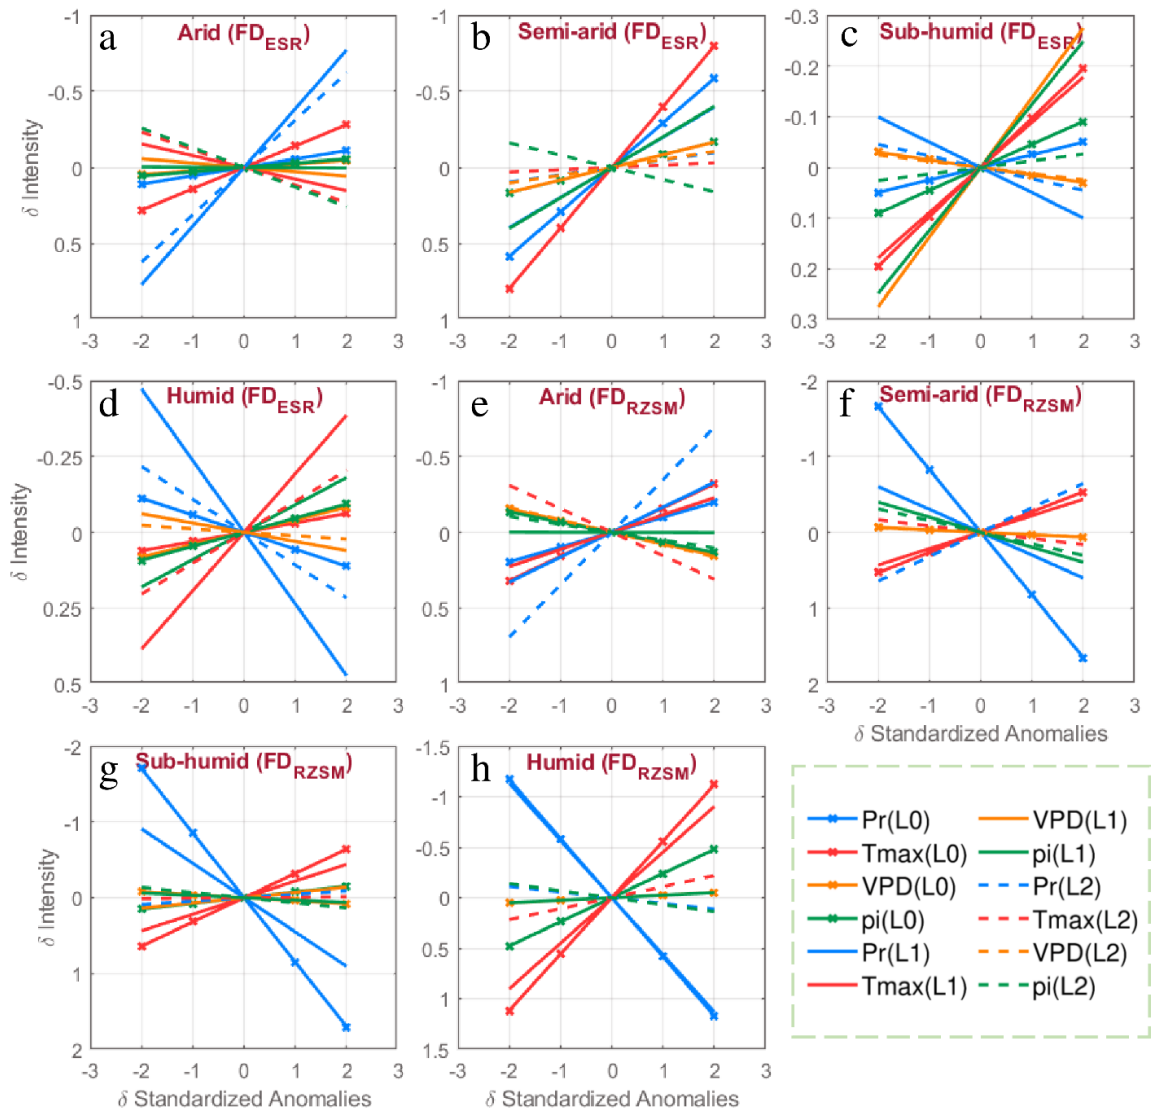 a Arid (FD_ESR)
-1
-0.5
0
0.5
1
-3 -2 -1 0 1 2 3
δ Intensity
b Semi-arid (FD_ESR)
-1
-0.5
0
0.5
1
-3 -2 -1 0 1 2 3
c Sub-humid (FD_ESR)
-0.3
-0.2
-0.1
0
0.1
0.2
0.3
-3 -2 -1 0 1 2 3
d Humid (FD_ESR)
-0.5
-0.25
0
0.25
0.5
-3 -2 -1 0 1 2 3
δ Intensity
e Arid (FD_RZSM)
-1
-0.5
0
0.5
1
-3 -2 -1 0 1 2 3
f Semi-arid (FD_RZSM)
-2
-1
0
1
2
-3 -2 -1 0 1 2 3
δ Standardized Anomalies
g Sub-humid (FD_RZSM)
-2
-1
0
1
2
-3 -2 -1 0 1 2 3
δ Intensity
δ Standardized Anomalies
h Humid (FD_RZSM)
-1.5
-1
-0.5
0
0.5
1
1.5
-3 -2 -1 0 1 2 3
δ Standardized Anomalies
Pr(L0)
Tmax(L0)
VPD(L0)
pi(L0)
Pr(L1)
Tmax(L1)
VPD(L1)
pi(L1)
Pr(L2)
Tmax(L2)
VPD(L2)
pi(L2)